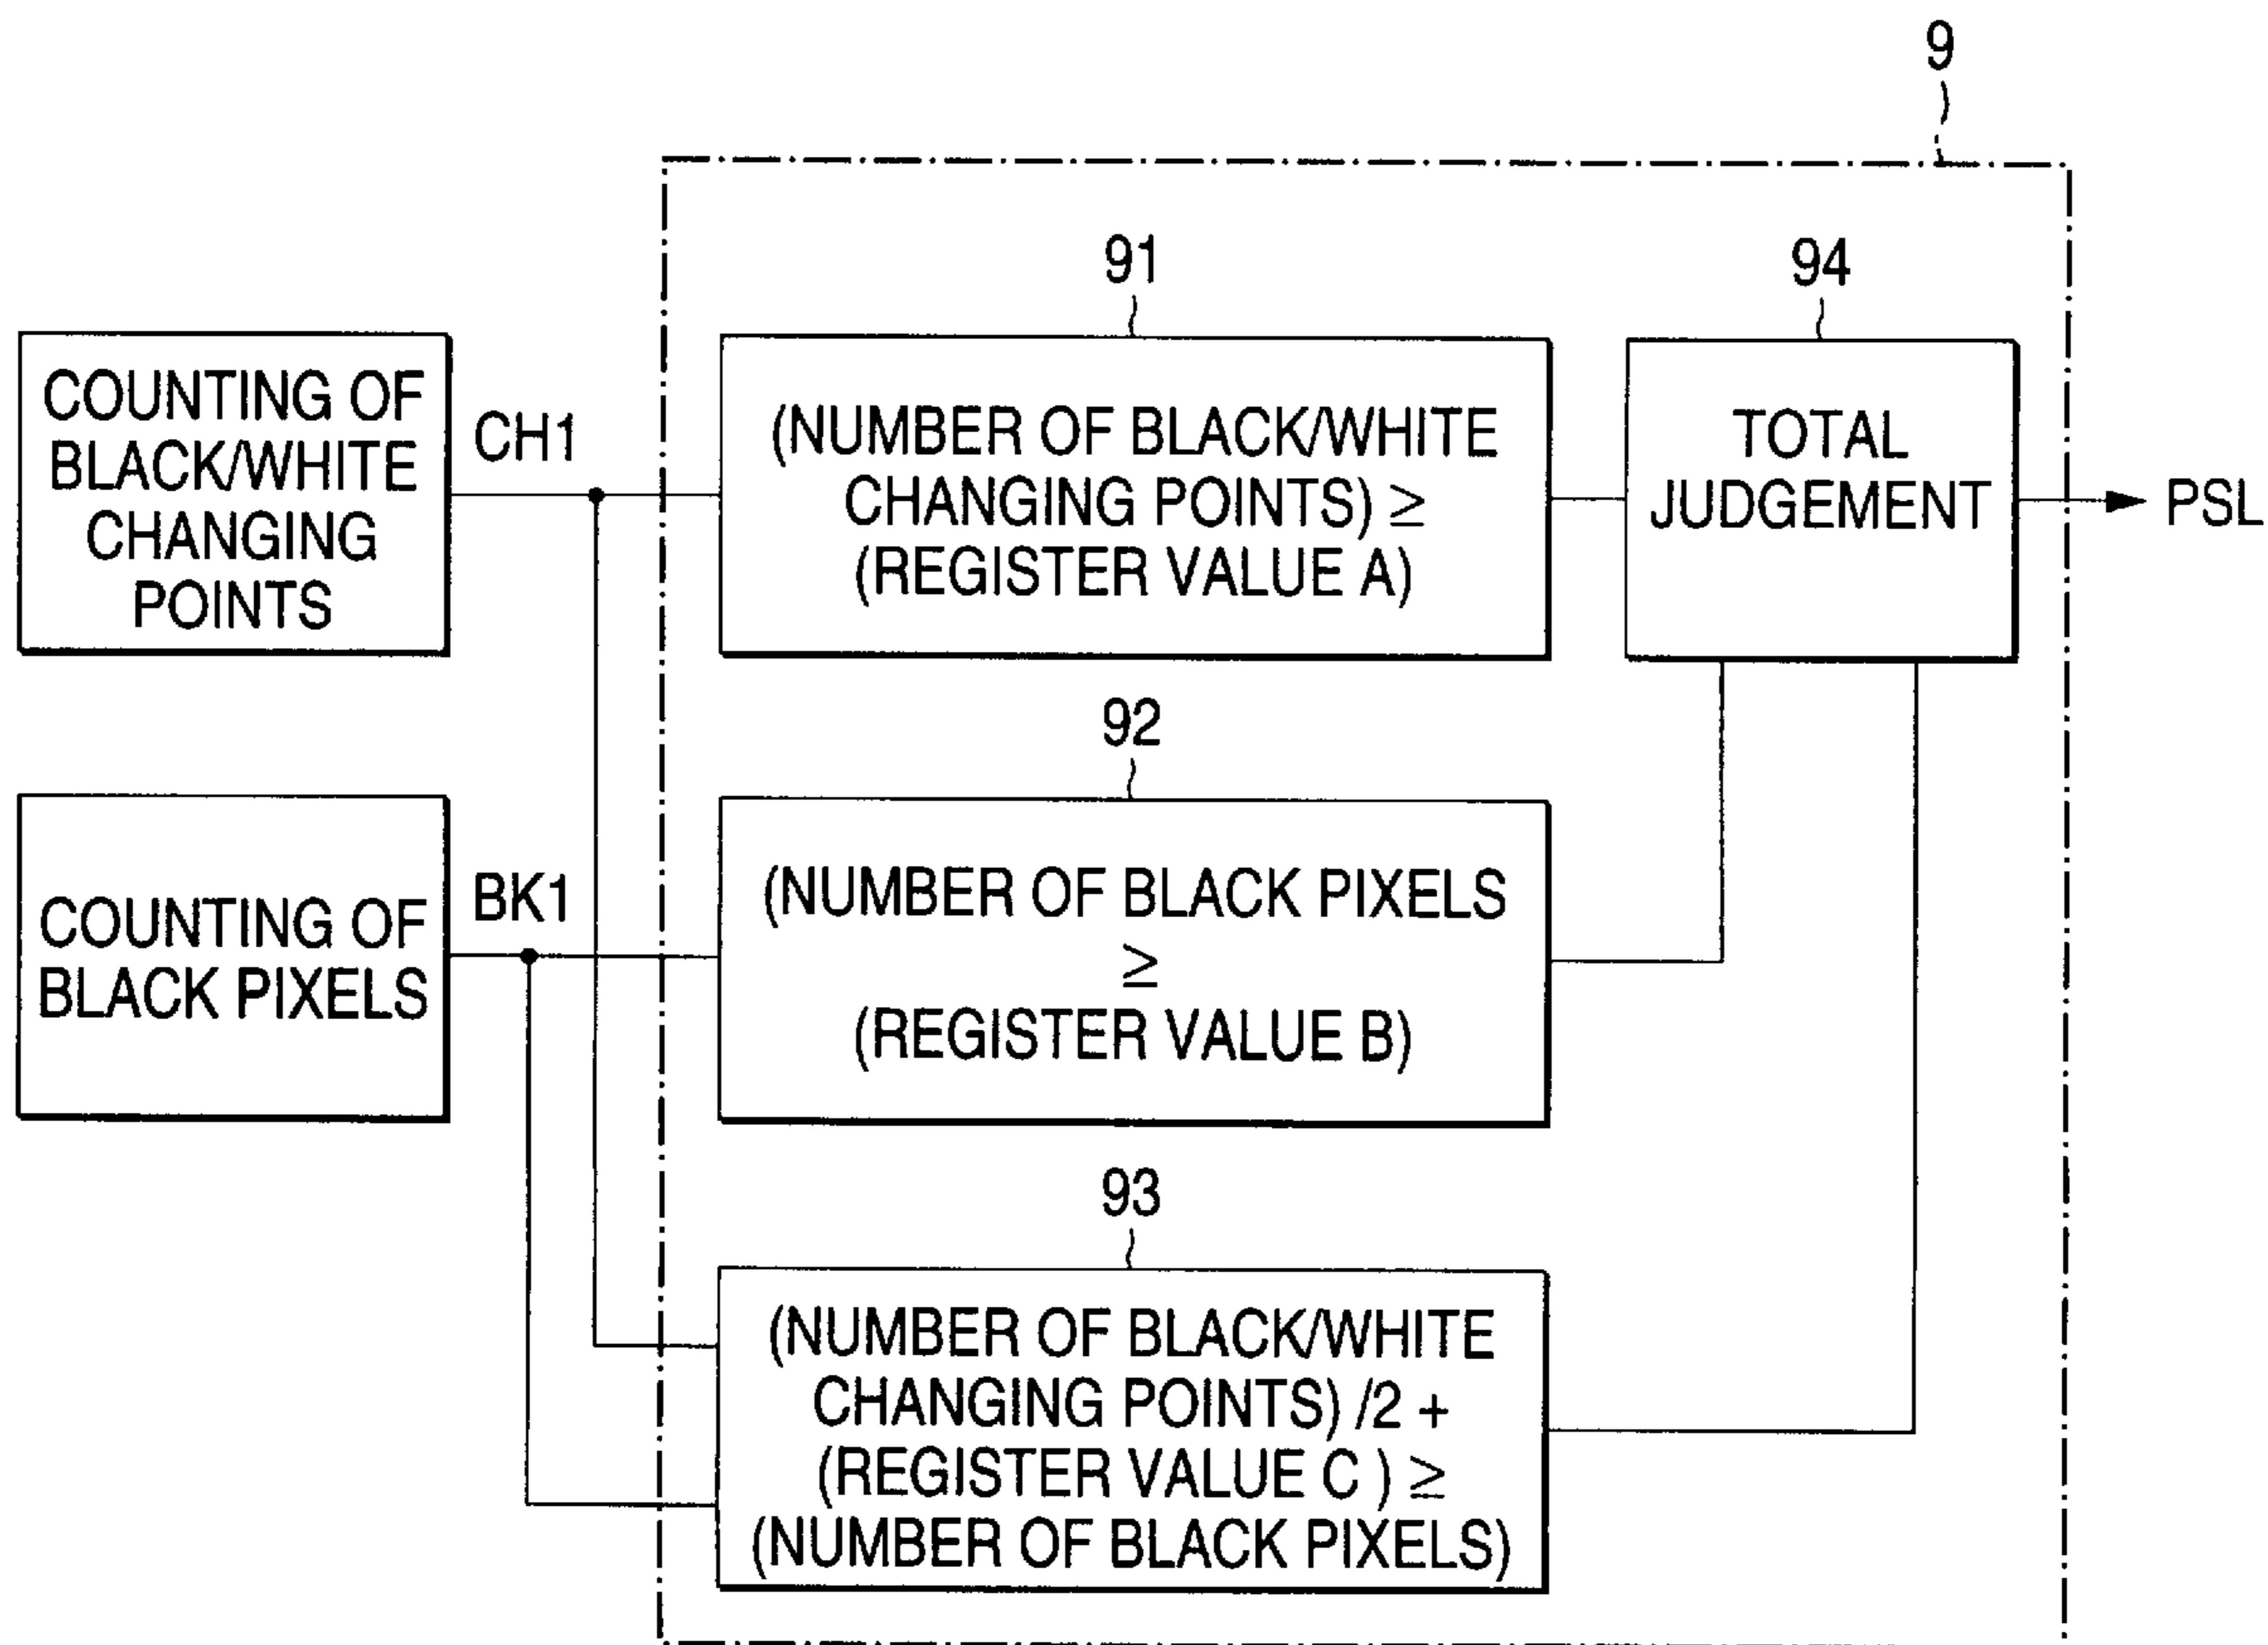 9
91
94
COUNTING OF
BLACK/WHITE
CHANGING
POINTS
CH1
(NUMBER OF BLACK/WHITE
CHANGING POINTS) ≥
(REGISTER VALUE A)
TOTAL
JUDGEMENT
PSL
92
COUNTING OF
BLACK PIXELS
BK1
(NUMBER OF BLACK PIXELS
≥
(REGISTER VALUE B)
93
(NUMBER OF BLACK/WHITE
CHANGING POINTS) /2 +
(REGISTER VALUE C ) ≥
(NUMBER OF BLACK PIXELS)